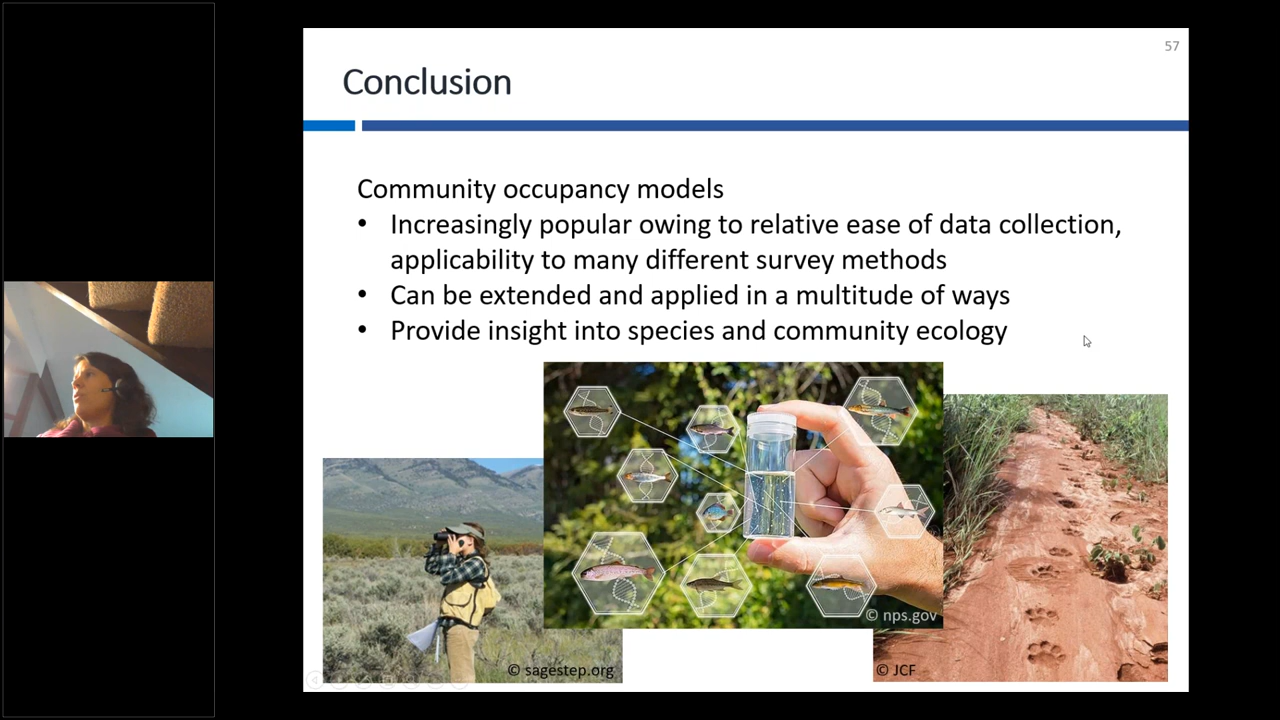 57
Conclusion
Community occupancy models
• Increasingly popular owing to relative ease of data collection,
applicability to many different survey methods
• Can be extended and applied in a multitude of ways
• Provide insight into species and community ecology
© nps.gov
© sagestep.org
© JCF